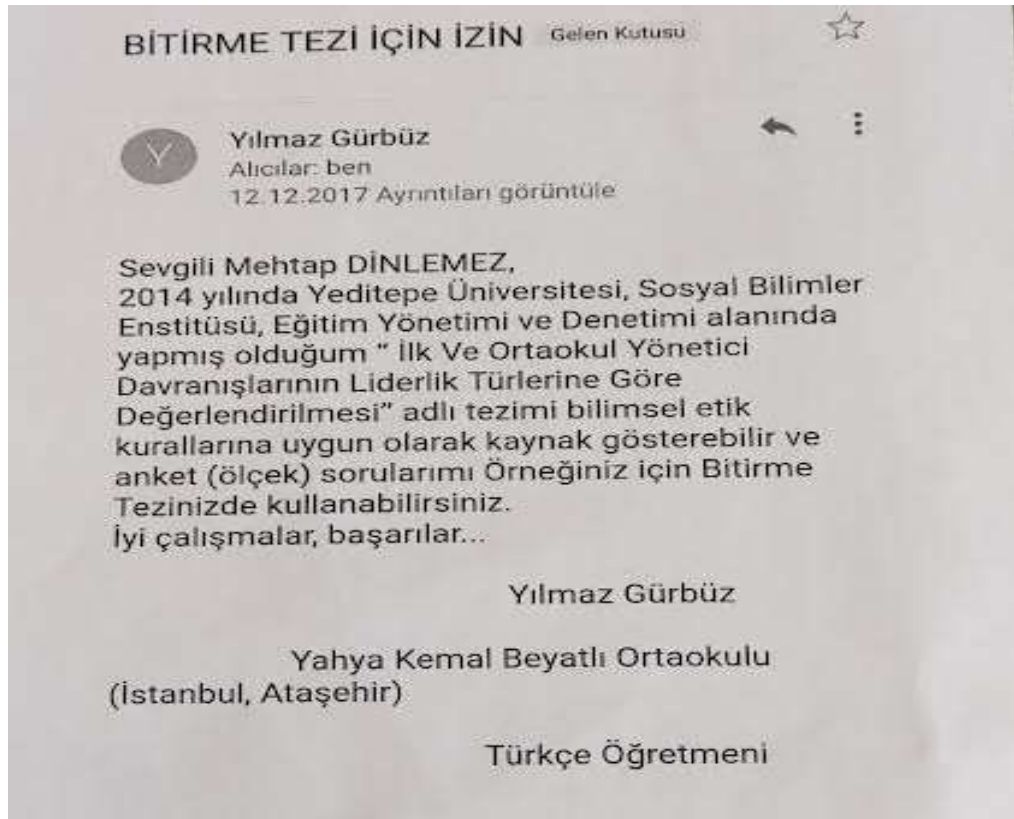 BİTİRME TEZİ İÇİN İZİN Gelen Kutusu
Y
Yılmaz Gürbüz
Alıcılar: ben
12.12.2017 Ayrıntıları görüntüle
Sevgili Mehtap DİNLEMEZ,
2014 yılında Yeditepe Üniversitesi, Sosyal Bilimler
Enstitüsü, Eğitim Yönetimi ve Denetimi alanında
yapmış olduğum “ İlk Ve Ortaokul Yönetici
Davranışlarının Liderlik Türlerine Göre
Değerlendirilmesi” adlı tezimi bilimsel etik
kurallarına uygun olarak kaynak gösterebilir ve
anket (ölçek) sorularımı Örneğiniz için Bitirme
Tezinizde kullanabilirsiniz.
İyi çalışmalar, başarılar...
Yılmaz Gürbüz
Yahya Kemal Beyatlı Ortaokulu
(İstanbul, Ataşehir)
Türkçe Öğretmeni